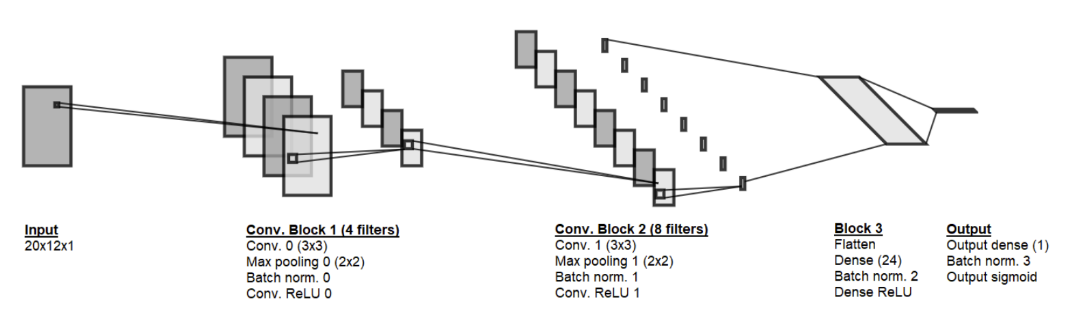 Input
20x12x1
Conv. Block 1 (4 filters)
Conv. 0 (3x3)
Max pooling 0 (2x2)
Batch norm. 0
Conv. ReLU 0
Conv. Block 2 (8 filters)
Conv. 1 (3x3)
Max pooling 1 (2x2)
Batch norm. 1
Conv. ReLU 1
Block 3
Flatten
Dense (24)
Batch norm. 2
Dense ReLU
Output
Output dense (1)
Batch norm. 3
Output sigmoid